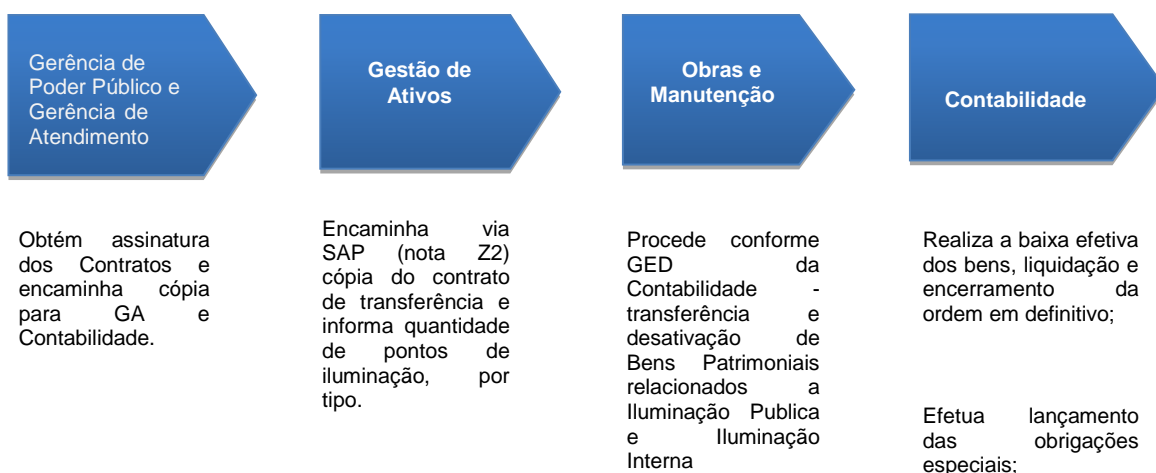 Gerência de
Poder Público e
Gerência de
Atendimento
Gestão de
Ativos
Obras e
Manutenção
Contabilidade
Obtém assinatura
dos Contratos e
encaminha cópia
para GA e
Contabilidade.
Encaminha via
SAP (nota Z2)
cópia do contrato
de transferência e
informa quantidade
de pontos de
iluminação, por
tipo.
Procede conforme
GED da
Contabilidade -
transferência e
desativação de
Bens Patrimoniais
relacionados a
Iluminação Publica
e Iluminação
Interna
Realiza a baixa efetiva
dos bens, liquidação e
encerramento da
ordem em definitivo;
Efetua lançamento
das obrigações
especiais;